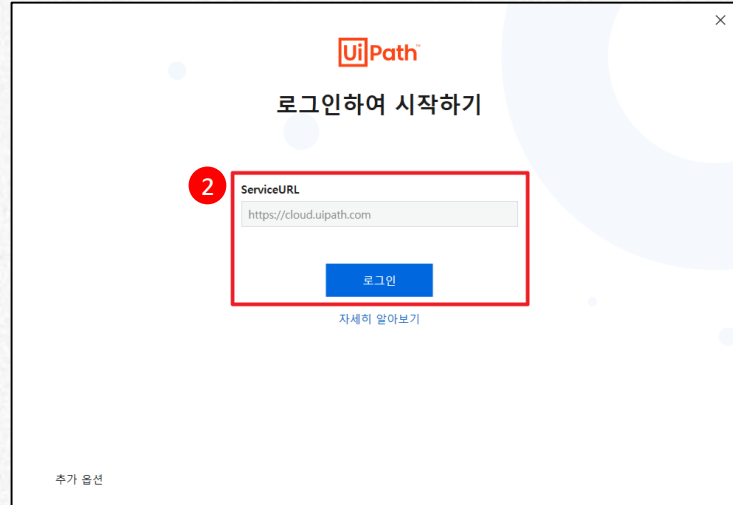 UiPath
로그인하여 시작하기
2
ServiceURL
https://cloud.uipath.com
로그인
자세히 알아보기
추가 옵션